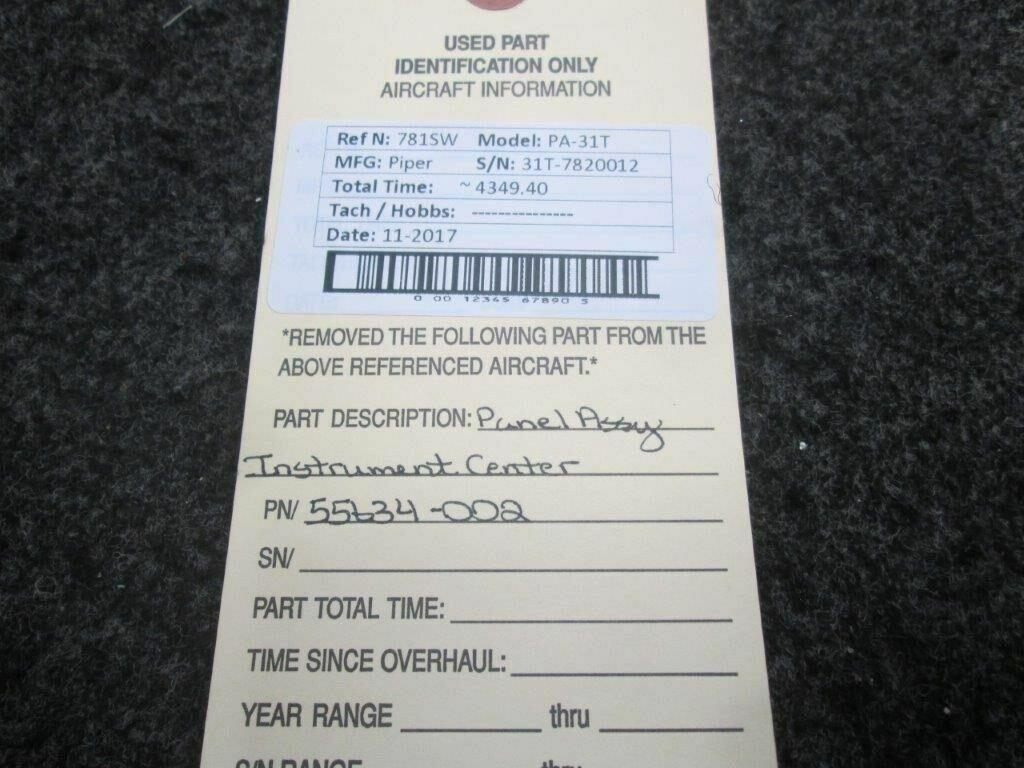 USED PART
IDENTIFICATION ONLY
AIRCRAFT INFORMATION
Ref N: 781SW Model: PA-31T
MFG: Piper S/N: 31T-7820012
Total Time: ~ 4349.40
Tach / Hobbs: ---------------
Date: 11-2017
0 00 12345 67890 5
*REMOVED THE FOLLOWING PART FROM THE
ABOVE REFERENCED AIRCRAFT.*
PART DESCRIPTION: Panel Assy
Instrument Center
PN/ 55634-002
SN/
PART TOTAL TIME:
TIME SINCE OVERHAUL:
YEAR RANGE thru
S/N RANGE thru